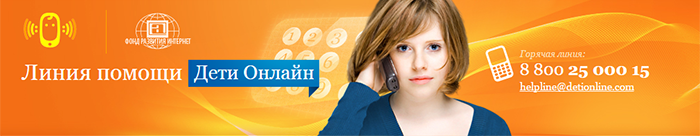 ФОНД РАЗВИТИЯ ИНТЕРНЕТ
Линия помощи Дети Онлайн
Горячая линия:
8 800 25 000 15
helpline@detionline.com